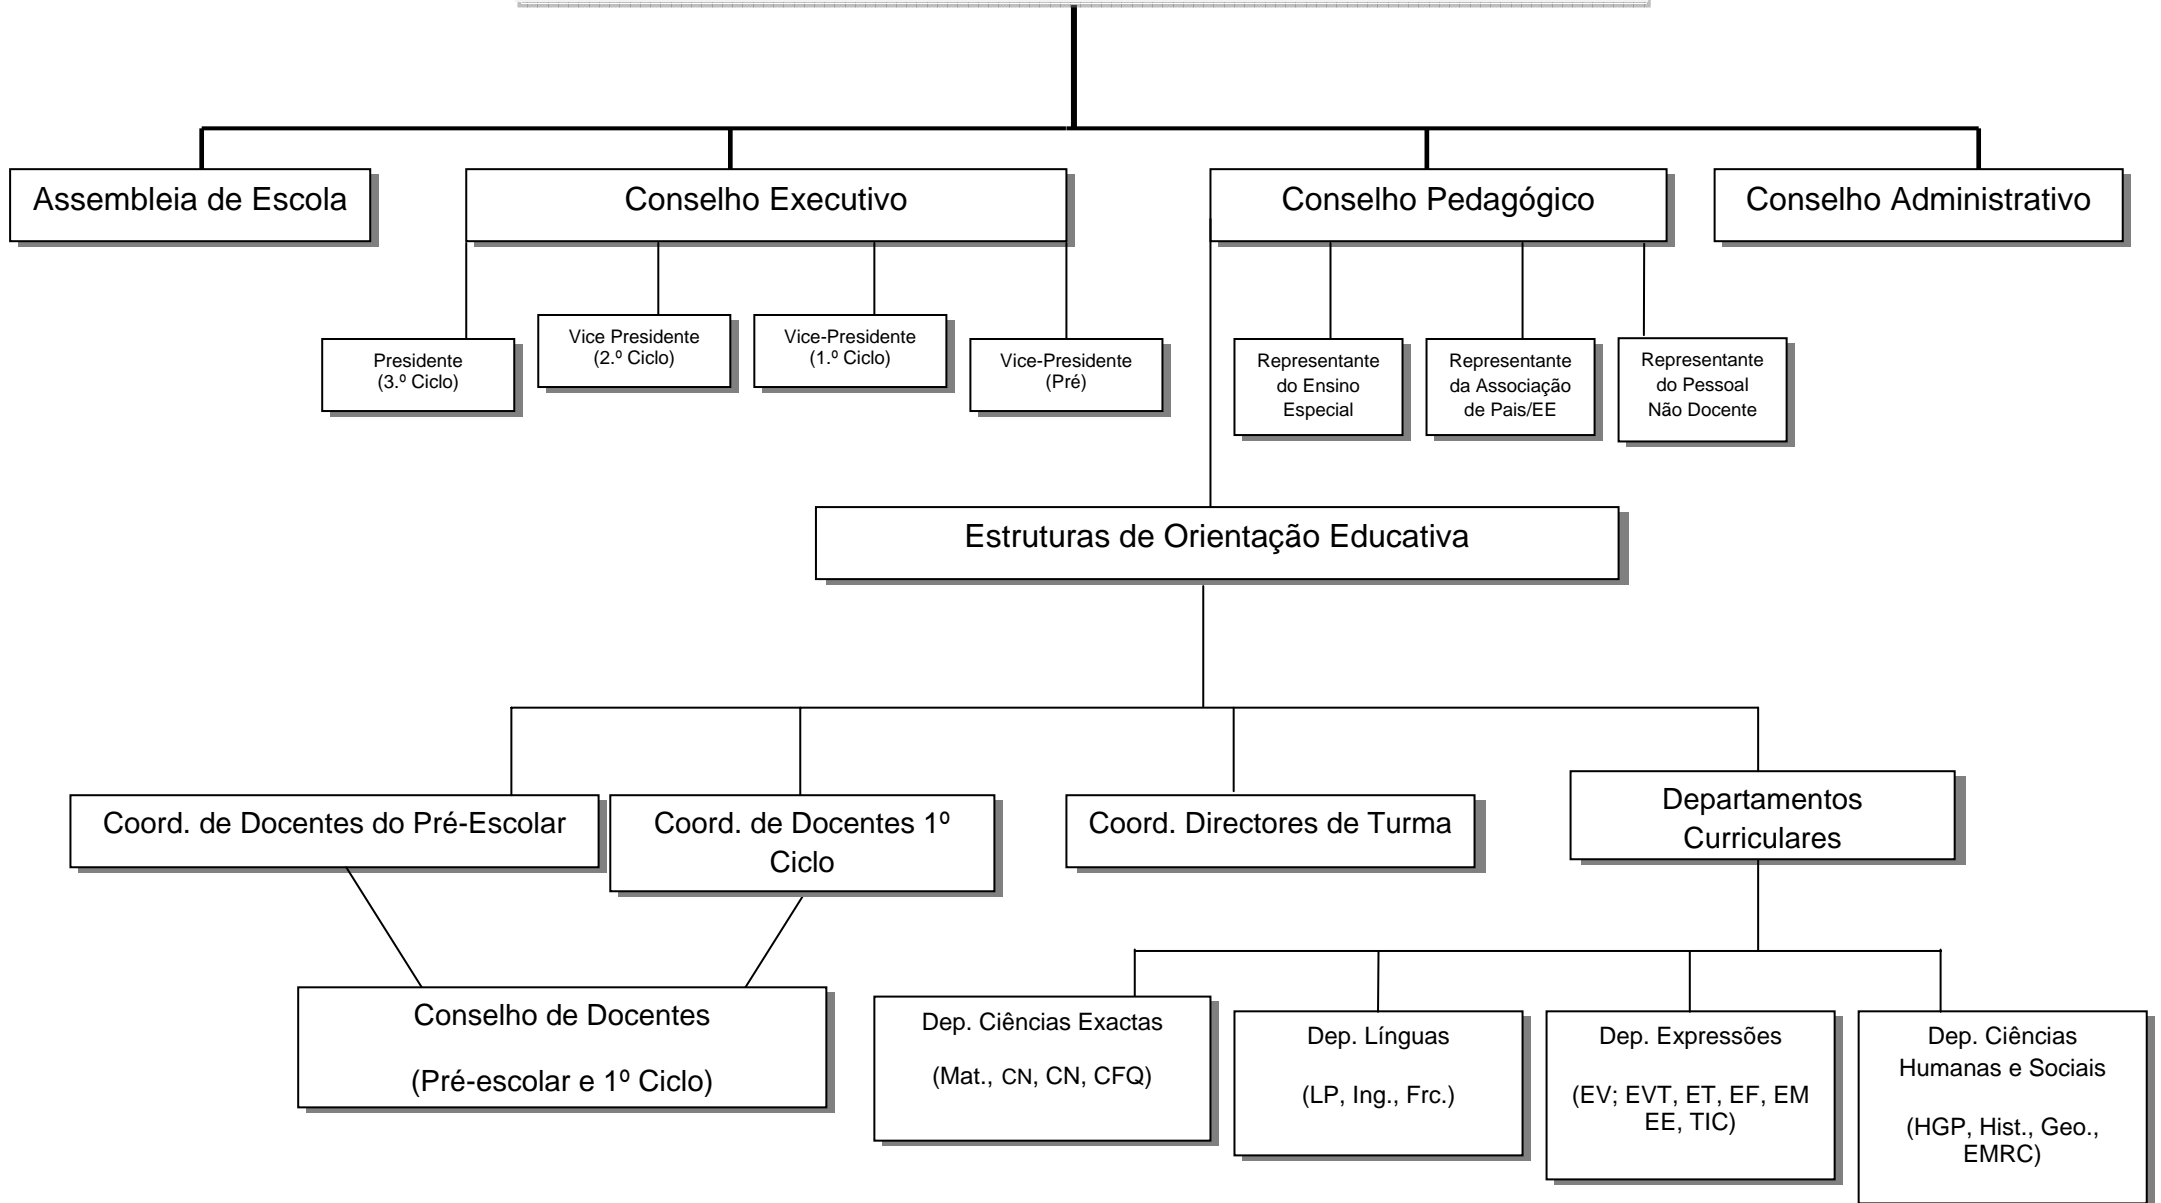 Assembleia de Escola
Conselho Executivo
Conselho Pedagógico
Conselho Administrativo
Presidente
(3.º Ciclo)
Vice Presidente
(2.º Ciclo)
Vice-Presidente
(1.º Ciclo)
Vice-Presidente
(Pré)
Representante
do Ensino
Especial
Representante
da Associação
de Pais/EE
Representante
do Pessoal
Não Docente
Estruturas de Orientação Educativa
Coord. de Docentes do Pré-Escolar
Coord. de Docentes 1º
Ciclo
Coord. Directores de Turma
Departamentos
Curriculares
Conselho de Docentes
(Pré-escolar e 1º Ciclo)
Dep. Ciências Exactas
(Mat., CN, CN, CFQ)
Dep. Línguas
(LP, Ing., Frc.)
Dep. Expressões
(EV; EVT, ET, EF, EM
EE, TIC)
Dep. Ciências
Humanas e Sociais
(HGP, Hist., Geo.,
EMRC)